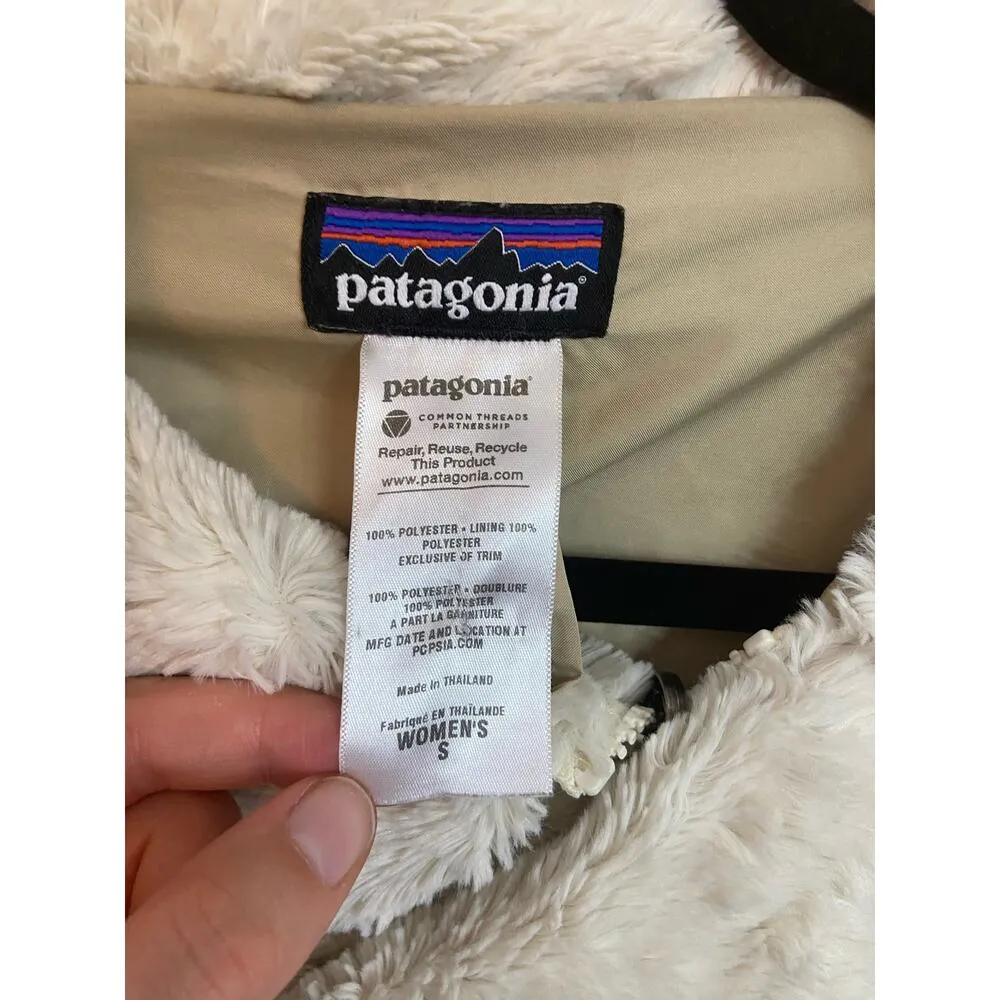 patagonia®
patagonia®
COMMON THREADS
PARTNERSHIP
Repair, Reuse, Recycle
This Product
www.patagonia.com
100% POLYESTER • LINING 100%
POLYESTER
EXCLUSIVE OF TRIM
100% POLYESTER • DOUBLURE
100% POLYESTER
A PART LA GARNITURE
MFG DATE AND LOCATION AT
PCPSIA.COM
Made in THAILAND
Fabriqué EN THAÏLANDE
WOMEN'S
S